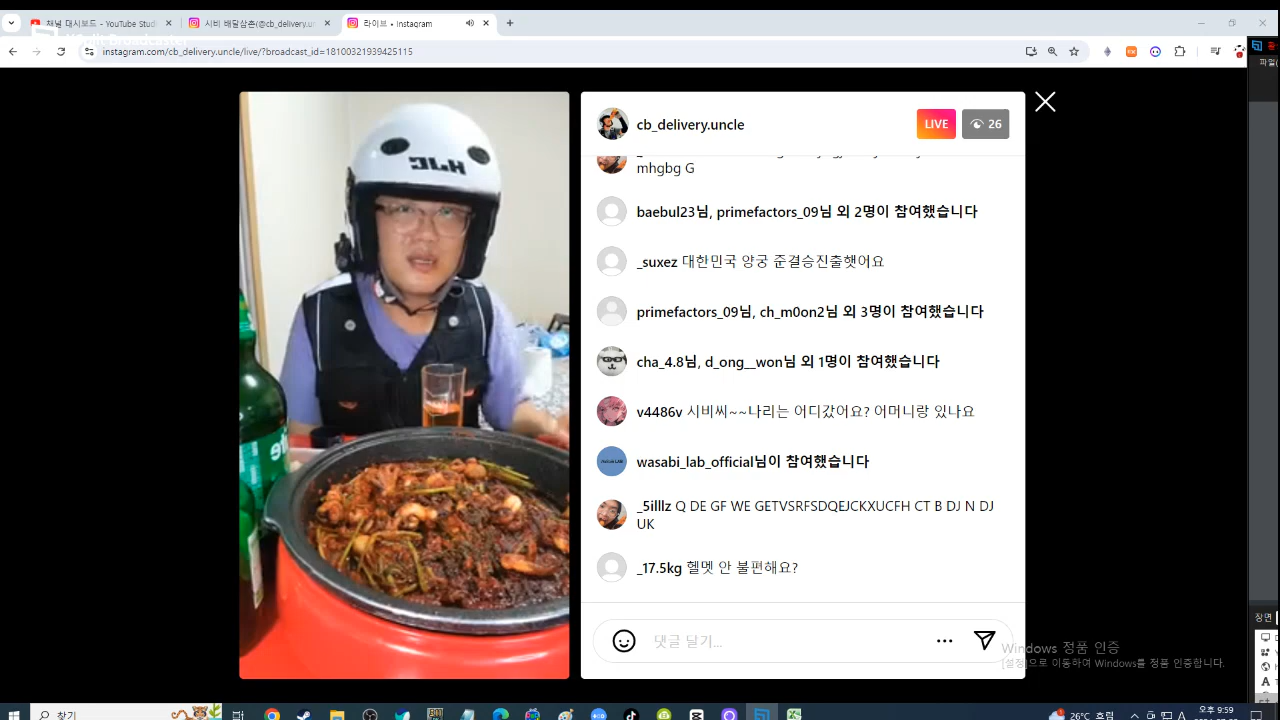 채널 대시보드 - YouTube Studi
시비 배달삼촌(@cb_delivery.un
라이브 • Instagram
instagram.com/cb_delivery.uncle/live/?broadcast_id=18100321939425115
파일(
cb_delivery.uncle
LIVE
26
mhgbg G
baebul23님, primefactors_09님 외 2명이 참여했습니다
_suxez 대한민국 양궁 준결승진출햇어요
primefactors_09님, ch_m0on2님 외 3명이 참여했습니다
cha_4.8님, d_ong__won님 외 1명이 참여했습니다
v4486v 시비씨~~나리는 어디갔어요? 어머니랑 있나요
wasabi_lab_official님이 참여했습니다
_5illlz Q DE GF WE GETVSRFSDQEJCKXUCFH CT B DJ N DJ
UK
_17.5kg 헬멧 안 불편해요?
댓글 달기...
장면
Windows 정품 인증
[설정]으로 이동하여 Windows를 정품 인증합니다.
찾기
26°C 흐림
오후 9:59